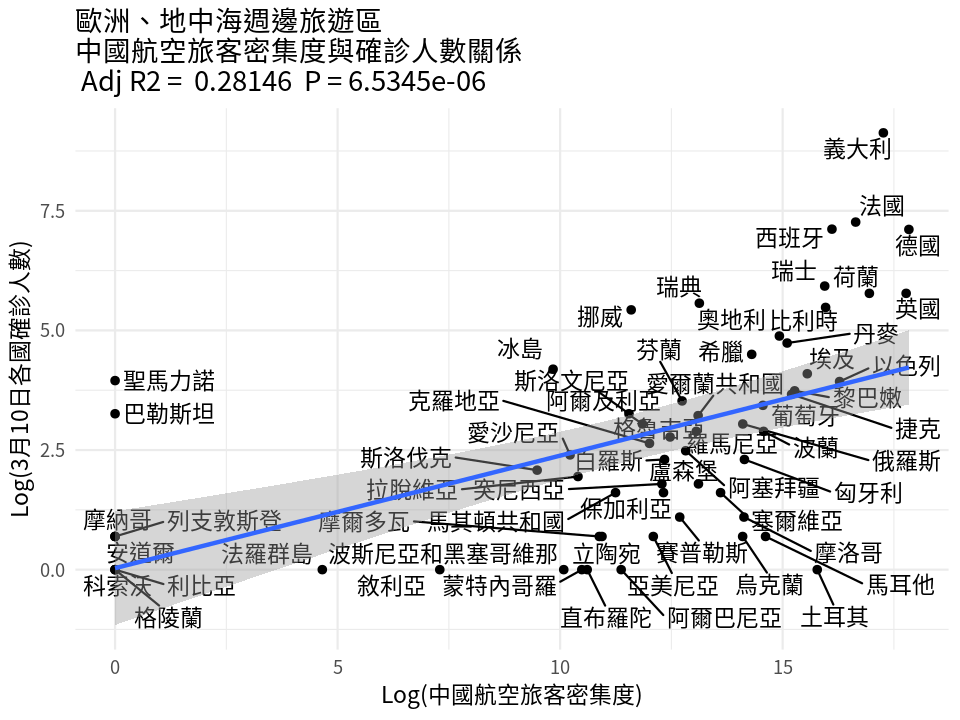 歐洲、地中海週邊旅遊區
中國航空旅客密集度與確診人數關係
Adj R2 = 0.28146 P = 6.5345e-06
Log(3月10日各國確診人數)
7.5
5.0
2.5
0.0
義大利
法國
西班牙
德國
瑞士
荷蘭
瑞典
英國
挪威
奧地利
比利時
丹麥
冰島
芬蘭
希臘
埃及
以色列
聖馬力諾
斯洛文尼亞
愛爾蘭共和國
克羅地亞
阿爾及利亞
黎巴嫩
巴勒斯坦
葡萄牙
捷克
愛沙尼亞
格魯吉亞
羅馬尼亞
波蘭
斯洛伐克
白羅斯
盧森堡
俄羅斯
拉脫維亞
突尼西亞
阿塞拜疆
匈牙利
保加利亞
摩納哥
列支敦斯登
摩爾多瓦
馬其頓共和國
塞爾維亞
安道爾
法羅群島
波斯尼亞和黑塞哥維那
立陶宛
賽普勒斯
摩洛哥
科索沃
利比亞
敘利亞
蒙特內哥羅
亞美尼亞
烏克蘭
馬耳他
格陵蘭
直布羅陀
阿爾巴尼亞
土耳其
0
5
10
15
Log(中國航空旅客密集度)